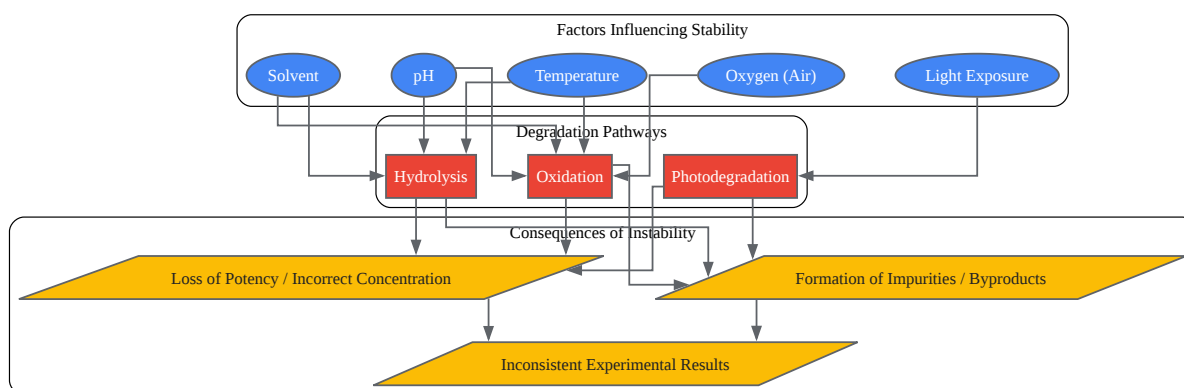 Factors Influencing Stability
Solvent
pH
Temperature
Oxygen (Air)
Light Exposure
Degradation Pathways
Hydrolysis
Oxidation
Photodegradation
Consequences of Instability
Loss of Potency / Incorrect Concentration
Formation of Impurities / Byproducts
Inconsistent Experimental Results